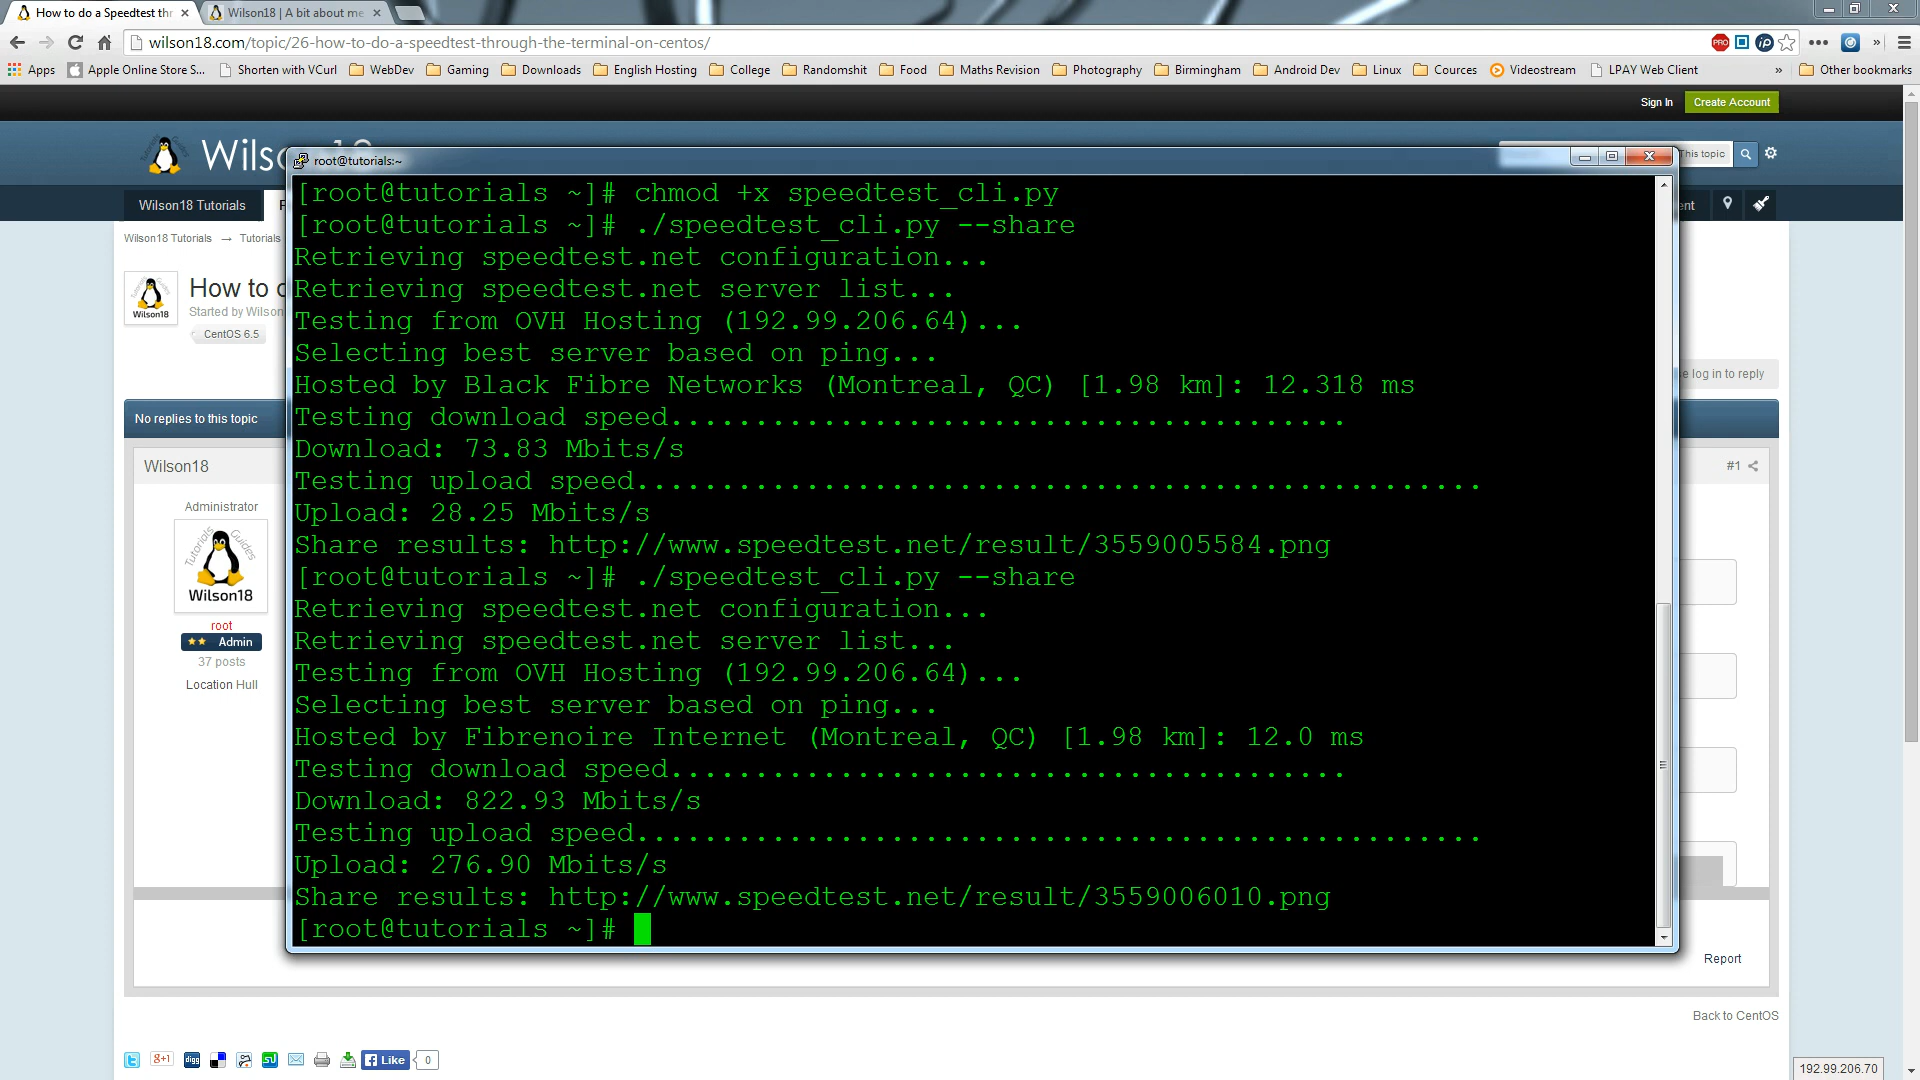 How to do a Speedtest thr
Wilson18 | A bit about me
wilson18.com/topic/26-how-to-do-a-speedtest-through-the-terminal-on-centos/
Apps Apple Online Store S... Shorten with VCurl WebDev Gaming Downloads English Hosting College Randomshit Food Maths Revision Photography Birmingham Android Dev Linux Cources Videostream LPAY Web Client » Other bookmarks
Sign In Create Account
This topic
root@tutorials:~
Wilson18 Tutorials
Wilson18 Tutorials → Tutorials
Started by Wilson
CentOS 6.5
Wilson18
No replies to this topic
Wilson18
#1
Administrator
Tutorials Guides
Wilson18
root
Admin
37 posts
Location Hull
[root@tutorials ~]# chmod +x speedtest_cli.py
[root@tutorials ~]# ./speedtest_cli.py --share
Retrieving speedtest.net configuration...
Retrieving speedtest.net server list...
Testing from OVH Hosting (192.99.206.64)...
Selecting best server based on ping...
Hosted by Black Fibre Networks (Montreal, QC) [1.98 km]: 12.318 ms
Testing download speed........................................
Download: 73.83 Mbits/s
Testing upload speed..................................................
Upload: 28.25 Mbits/s
Share results: http://www.speedtest.net/result/3559005584.png
[root@tutorials ~]# ./speedtest_cli.py --share
Retrieving speedtest.net configuration...
Retrieving speedtest.net server list...
Testing from OVH Hosting (192.99.206.64)...
Selecting best server based on ping...
Hosted by Fibrenoire Internet (Montreal, QC) [1.98 km]: 12.0 ms
Testing download speed........................................
Download: 822.93 Mbits/s
Testing upload speed..................................................
Upload: 276.90 Mbits/s
Share results: http://www.speedtest.net/result/3559006010.png
[root@tutorials ~]#
log in to reply
Report
Back to CentOS
Like 0
192.99.206.70